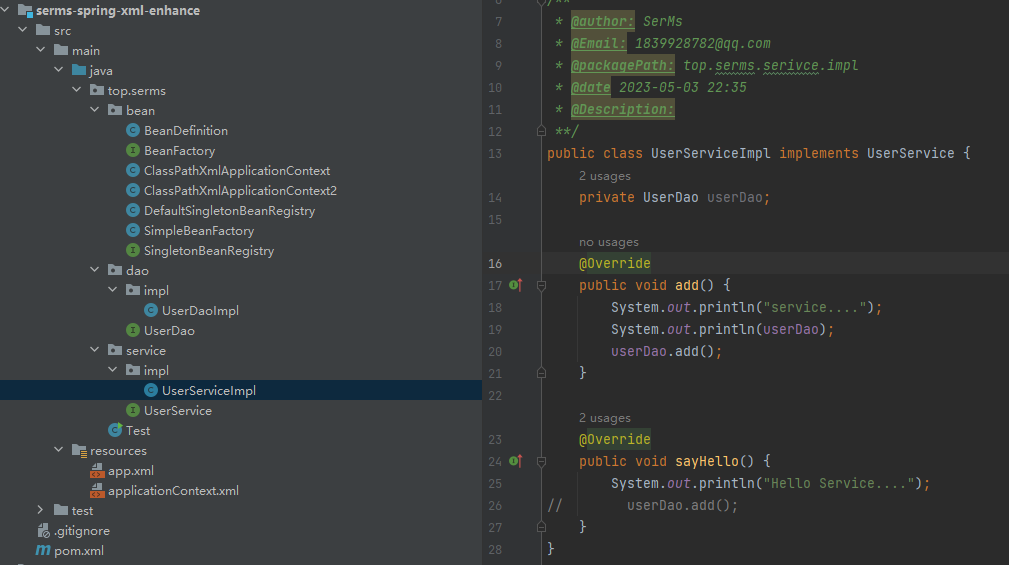 serms-spring-xml-enhance
src
main
java
top.serms
bean
BeanDefinition
BeanFactory
ClassPathXmlApplicationContext
ClassPathXmlApplicationContext2
DefaultSingletonBeanRegistry
SimpleBeanFactory
SingletonBeanRegistry
dao
impl
UserDaoImpl
UserDao
service
impl
UserServiceImpl
UserService
Test
resources
app.xml
applicationContext.xml
test
.gitignore
pom.xml
7 * @author: SerMs
8 * @Email: 1839928782@qq.com
9 * @packagePath: top.serms.serivce.impl
10 * @date 2023-05-03 22:35
11 * @Description:
12 **/
13 public class UserServiceImpl implements UserService {
2 usages
14 private UserDao userDao;
15
no usages
16 @Override
17 public void add() {
18 System.out.println("service....");
19 System.out.println(userDao);
20 userDao.add();
21 }
22
2 usages
23 @Override
24 public void sayHello() {
25 System.out.println("Hello Service....");
26 // userDao.add();
27 }
28 }